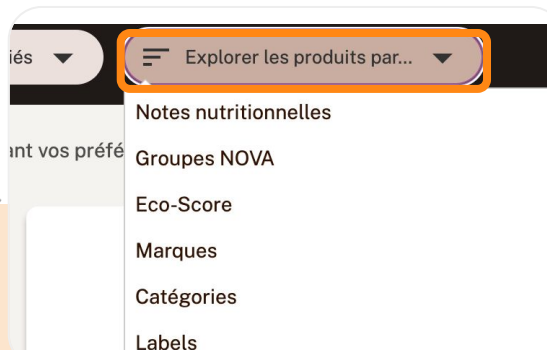 iés
Explorer les produits par...
Notes nutritionnelles
ant vos préfé
Groupes NOVA
Eco-Score
Marques
Catégories
Labels